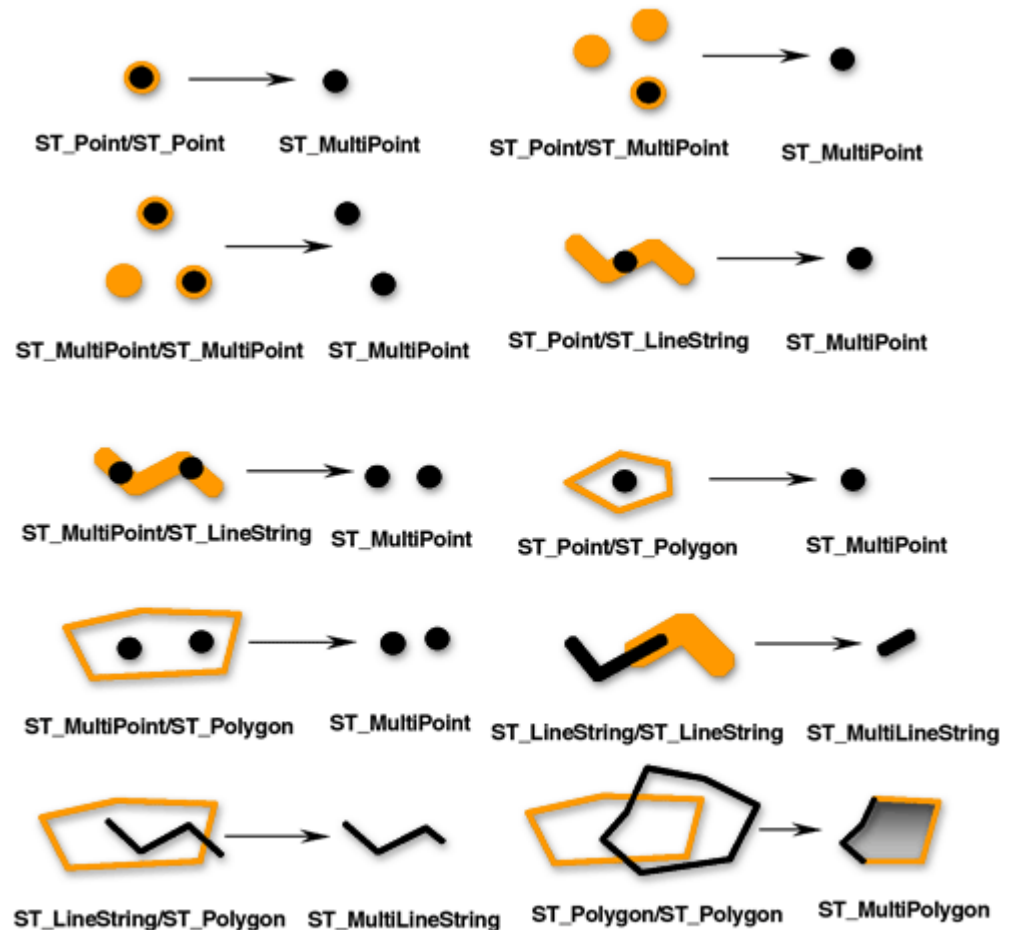 ST_Point/ST_Point ST_MultiPoint
ST_Point/ST_MultiPoint ST_MultiPoint
ST_MultiPoint/ST_MultiPoint ST_MultiPoint
ST_Point/ST_LineString ST_MultiPoint
ST_MultiPoint/ST_LineString ST_MultiPoint
ST_Point/ST_Polygon ST_MultiPoint
ST_MultiPoint/ST_Polygon ST_MultiPoint
ST_LineString/ST_LineString ST_MultiLineString
ST_LineString/ST_Polygon ST_MultiLineString
ST_Polygon/ST_Polygon ST_MultiPolygon